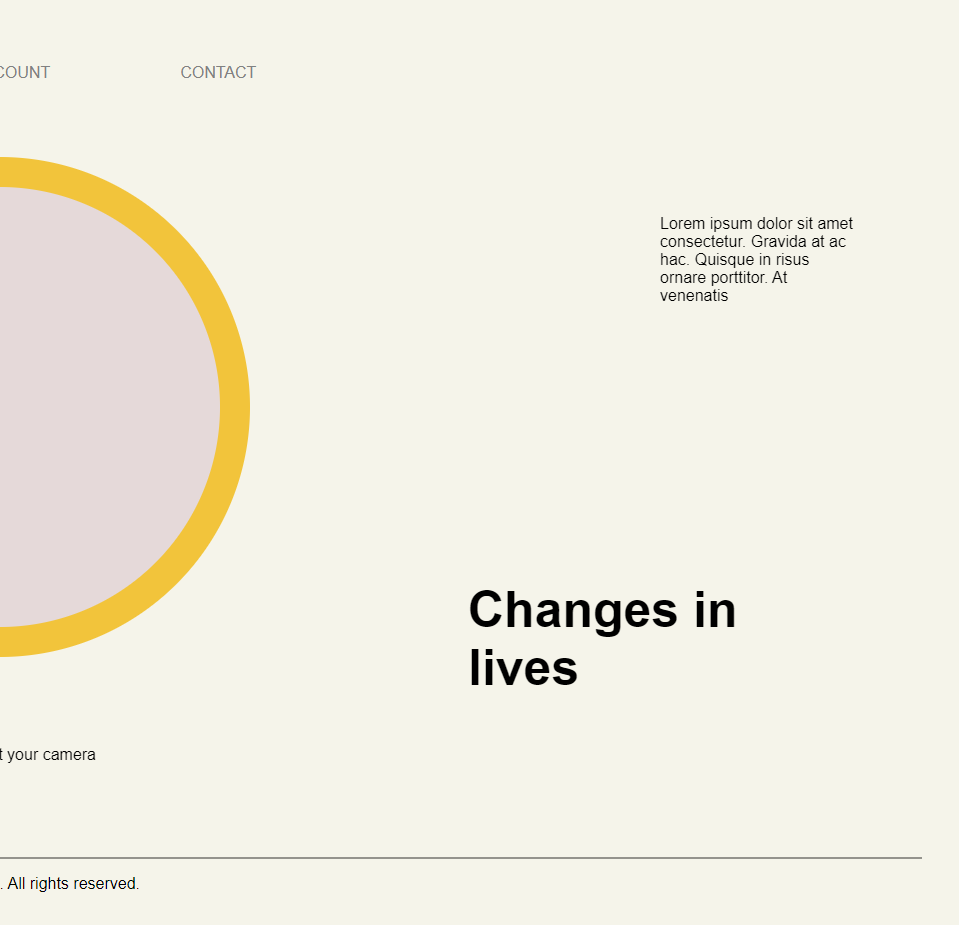 COUNT CONTACT
Lorem ipsum dolor sit amet
consectetur. Gravida at ac
hac. Quisque in risus
ornare porttitor. At
venenatis
Changes in
lives
t your camera
. All rights reserved.